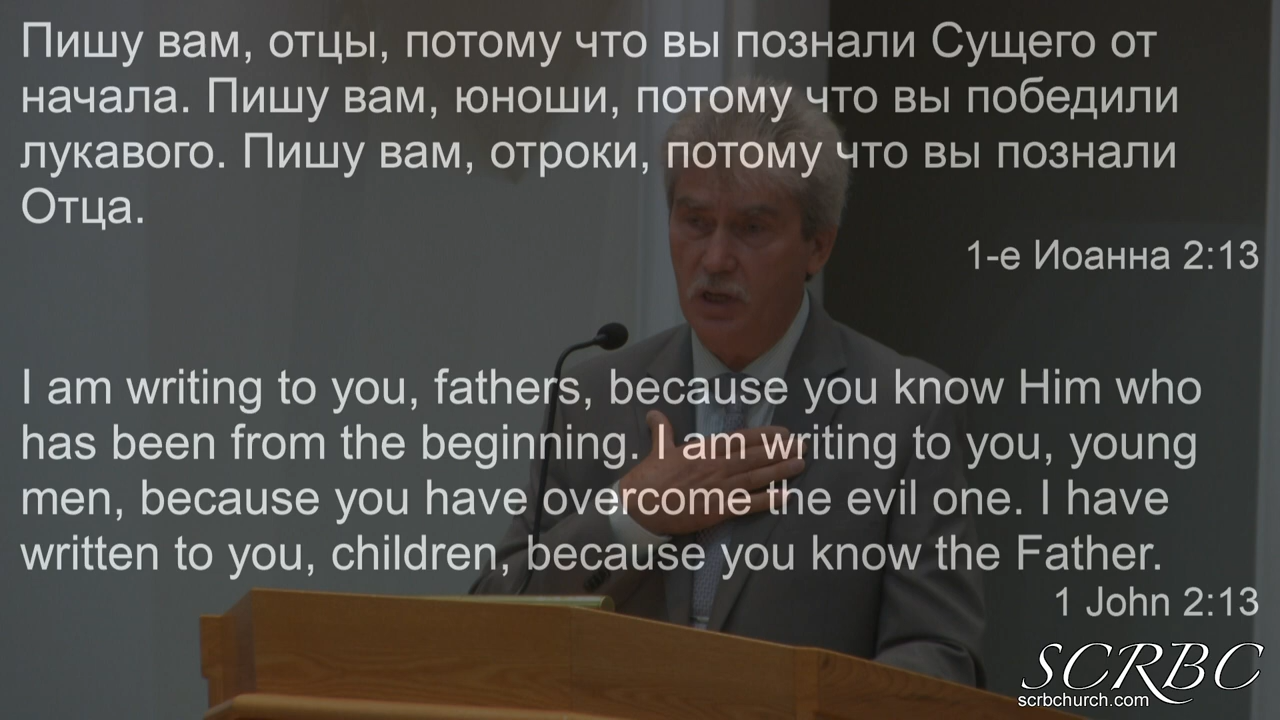 Пишу вам, отцы, потому что вы познали Сущего от
начала. Пишу вам, юноши, потому что вы победили
лукавого. Пишу вам, отроки, потому что вы познали
Отца.
1-е Иоанна 2:13
I am writing to you, fathers, because you know Him who
has been from the beginning. I am writing to you, young
men, because you have overcome the evil one. I have
written to you, children, because you know the Father.
1 John 2:13
SCRBC
scrbchurch.com